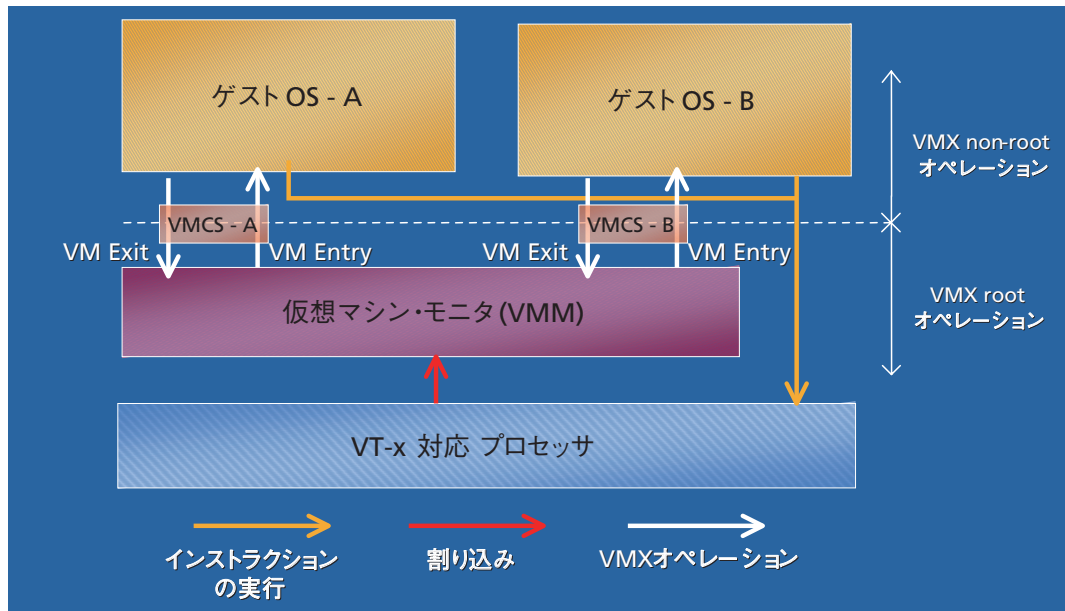 ゲスト OS - A
ゲスト OS - B
VMX non-root
オペレーション
VMCS - A
VMCS - B
VM Exit
VM Entry
VM Exit
VM Entry
仮想マシン・モニタ(VMM)
VMX root
オペレーション
VT-x 対応 プロセッサ
インストラクション
の実行
割り込み
VMXオペレーション